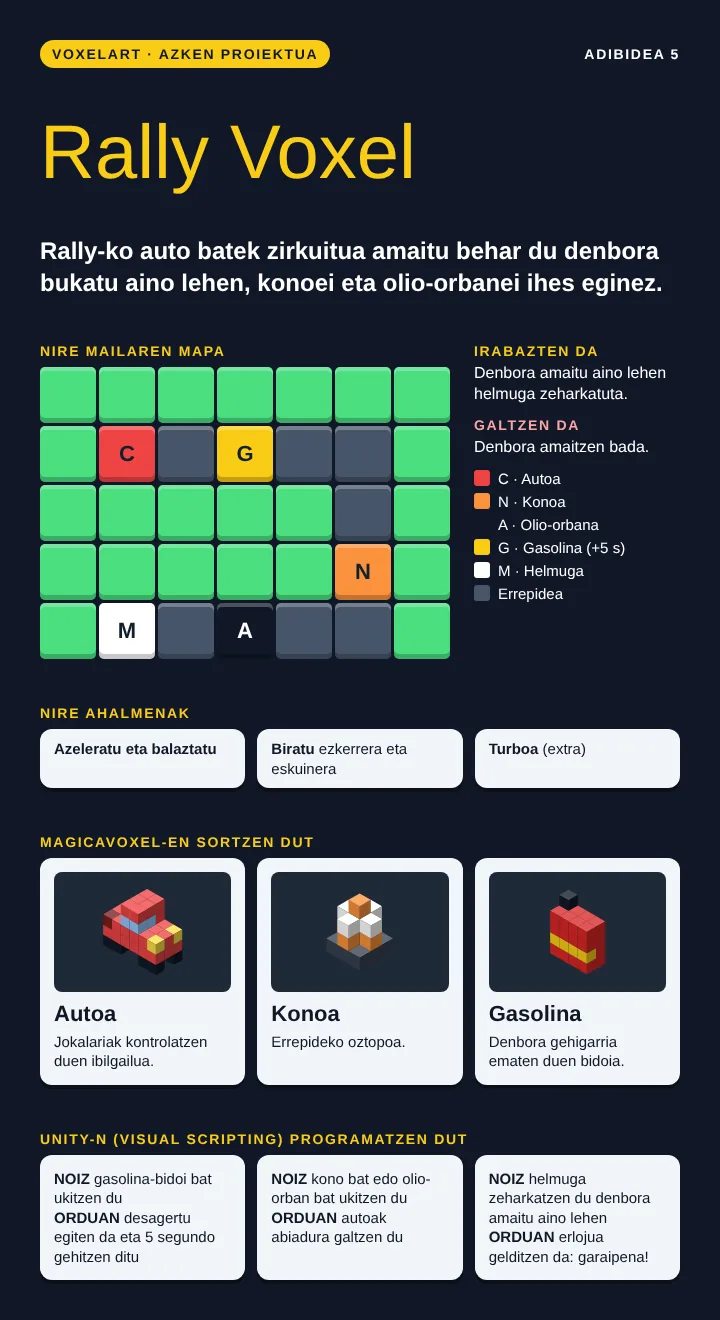 VOXELART · AZKEN PROIEKTUA
ADIBIDEA 5
Rally Voxel
Rally-ko auto batek zirkuitua amaitu behar du denbora
bukatu aino lehen, konoei eta olio-orbanei ihes eginez.
NIRE MAILAREN MAPA
C
G
N
M
A
IRABAZTEN DA
Denbora amaitu aino lehen
helmuga zeharkatuta.
GALTZEN DA
Denbora amaitzen bada.
C · Autoa
N · Konoa
A · Olio-orbana
G · Gasolina (+5 s)
M · Helmuga
Errepidea
NIRE AHALMENAK
Azeleratu eta balaztatu
Biratu ezkerrera eta
eskuinera
Turboa (extra)
MAGICAVOXEL-EN SORTZEN DUT
Autoa
Jokalariak kontrolatzen
duen ibilgailua.
Konoa
Errepideko oztopoa.
Gasolina
Denbora gehigarria
ematen duen bidoia.
UNITY-N (VISUAL SCRIPTING) PROGRAMATZEN DUT
NOIZ gasolina-bidoi bat
ukitzen du
ORDUAN desagertu
egiten da eta 5 segundo
gehitzen ditu
NOIZ kono bat edo olio-
orban bat ukitzen du
ORDUAN autoak
abiadura galtzen du
NOIZ helmuga
zeharkatzen du denbora
amaitu aino lehen
ORDUAN erlojua
gelditzen da: garaipena!